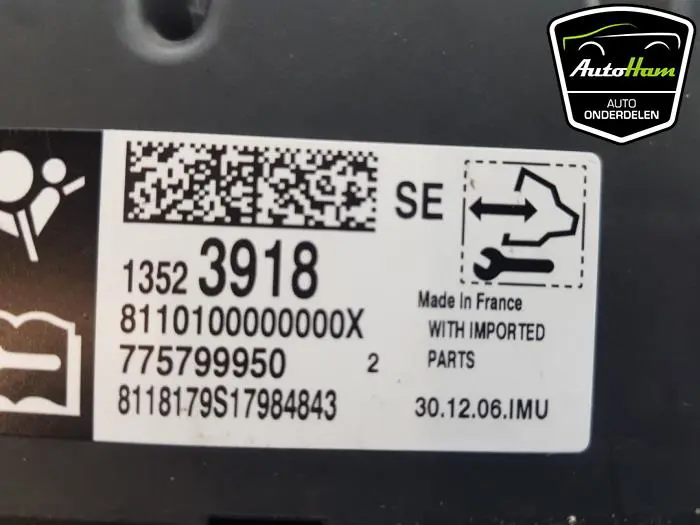 AutoHam
AUTO
ONDERDELEN
SE
1352 3918
8110100000000X
775799950 2
8118179S17984843
Made In France
WITH IMPORTED
PARTS
30.12.06.IMU